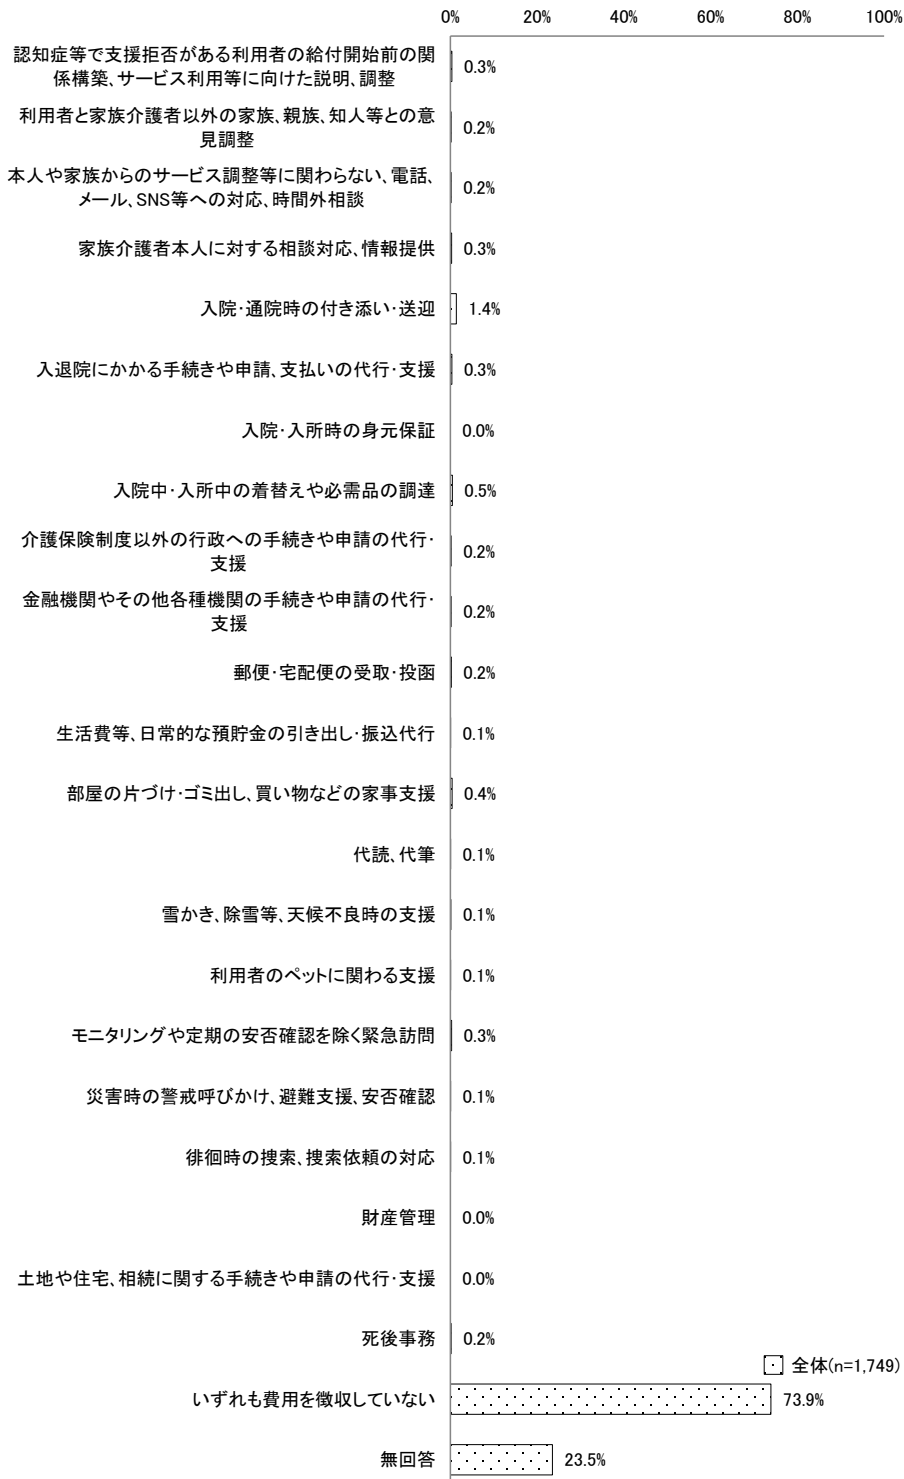 0% 20% 40% 60% 80% 100%
認知症等で支援拒否がある利用者の給付開始前の関
係構築、サービス利用等に向けた説明、調整
0.3%
利用者と家族介護者以外の家族、親族、知人等との意
見調整
0.2%
本人や家族からのサービス調整等に関わらない、電話、
メール、SNS等への対応、時間外相談
0.2%
家族介護者本人に対する相談対応、情報提供
0.3%
入院・通院時の付き添い・送迎
1.4%
入退院にかかる手続きや申請、支払いの代行・支援
0.3%
入院・入所時の身元保証
0.0%
入院中・入所中の着替えや必需品の調達
0.5%
介護保険制度以外の行政への手続きや申請の代行・
支援
0.2%
金融機関やその他各種機関の手続きや申請の代行・
支援
0.2%
郵便・宅配便の受取・投函
0.2%
生活費等、日常的な預貯金の引き出し・振込代行
0.1%
部屋の片づけ・ゴミ出し、買い物などの家事支援
0.4%
代読、代筆
0.1%
雪かき、除雪等、天候不良時の支援
0.1%
利用者のペットに関わる支援
0.1%
モニタリングや定期の安否確認を除く緊急訪問
0.3%
災害時の警戒呼びかけ、避難支援、安否確認
0.1%
徘徊時の捜索、捜索依頼の対応
0.1%
財産管理
0.0%
土地や住宅、相続に関する手続きや申請の代行・支援
0.0%
死後事務
0.2%
全体(n=1,749)
いずれも費用を徴収していない
73.9%
無回答
23.5%